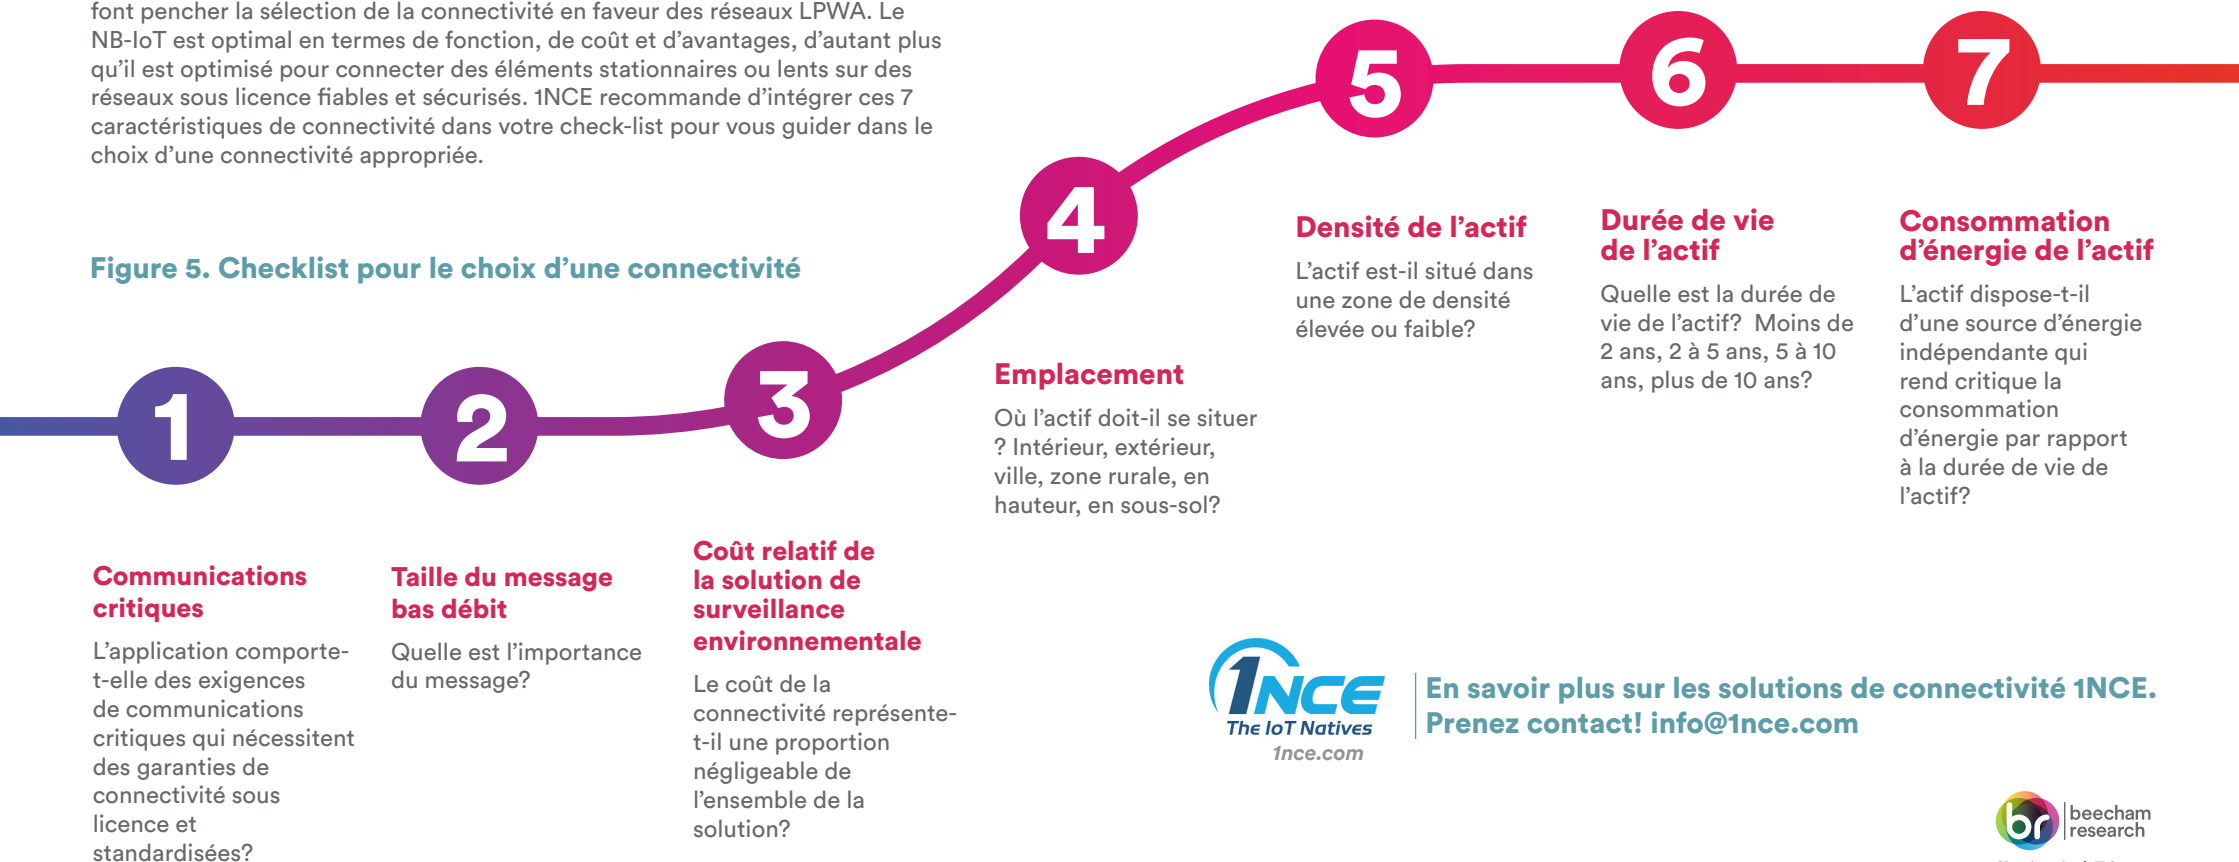 font pencher la sélection de la connectivité en faveur des réseaux LPWA. Le
NB-IoT est optimal en termes de fonction, de coût et d’avantages, d’autant plus
qu’il est optimisé pour connecter des éléments stationnaires ou lents sur des
réseaux sous licence fiables et sécurisés. 1NCE recommande d’intégrer ces 7
caractéristiques de connectivité dans votre check-list pour vous guider dans le
choix d’une connectivité appropriée.
Figure 5. Checklist pour le choix d’une connectivité
1
Communications
critiques
L’application comporte-
t-elle des exigences
de communications
critiques qui nécessitent
des garanties de
connectivité sous
licence et
standardisées?
2
Taille du message
bas débit
Quelle est l’importance
du message?
3
Coût relatif de
la solution de
surveillance
environnementale
Le coût de la
connectivité représente-
t-il une proportion
négligeable de
l’ensemble de la
solution?
4
Emplacement
Où l’actif doit-il se situer
? Intérieur, extérieur,
ville, zone rurale, en
hauteur, en sous-sol?
5
Densité de l’actif
L’actif est-il situé dans
une zone de densité
élevée ou faible?
6
Durée de vie
de l’actif
Quelle est la durée de
vie de l’actif?  Moins de
2 ans, 2 à 5 ans, 5 à 10
ans, plus de 10 ans?
7
Consommation
d’énergie de l’actif
L’actif dispose-t-il
d’une source d’énergie
indépendante qui
rend critique la
consommation
d’énergie par rapport
à la durée de vie de
l’actif?
1NCE
The IoT Natives
1nce.com
En savoir plus sur les solutions de connectivité 1NCE.
Prenez contact! info@1nce.com
br
beecham
research